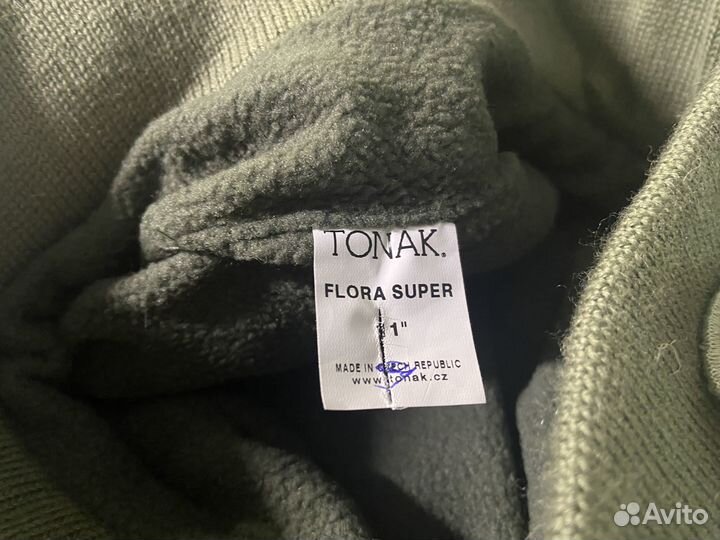 TONAK®
FLORA SUPER
1"
MADE IN CZECH REPUBLIC
www.tonak.cz
Avito